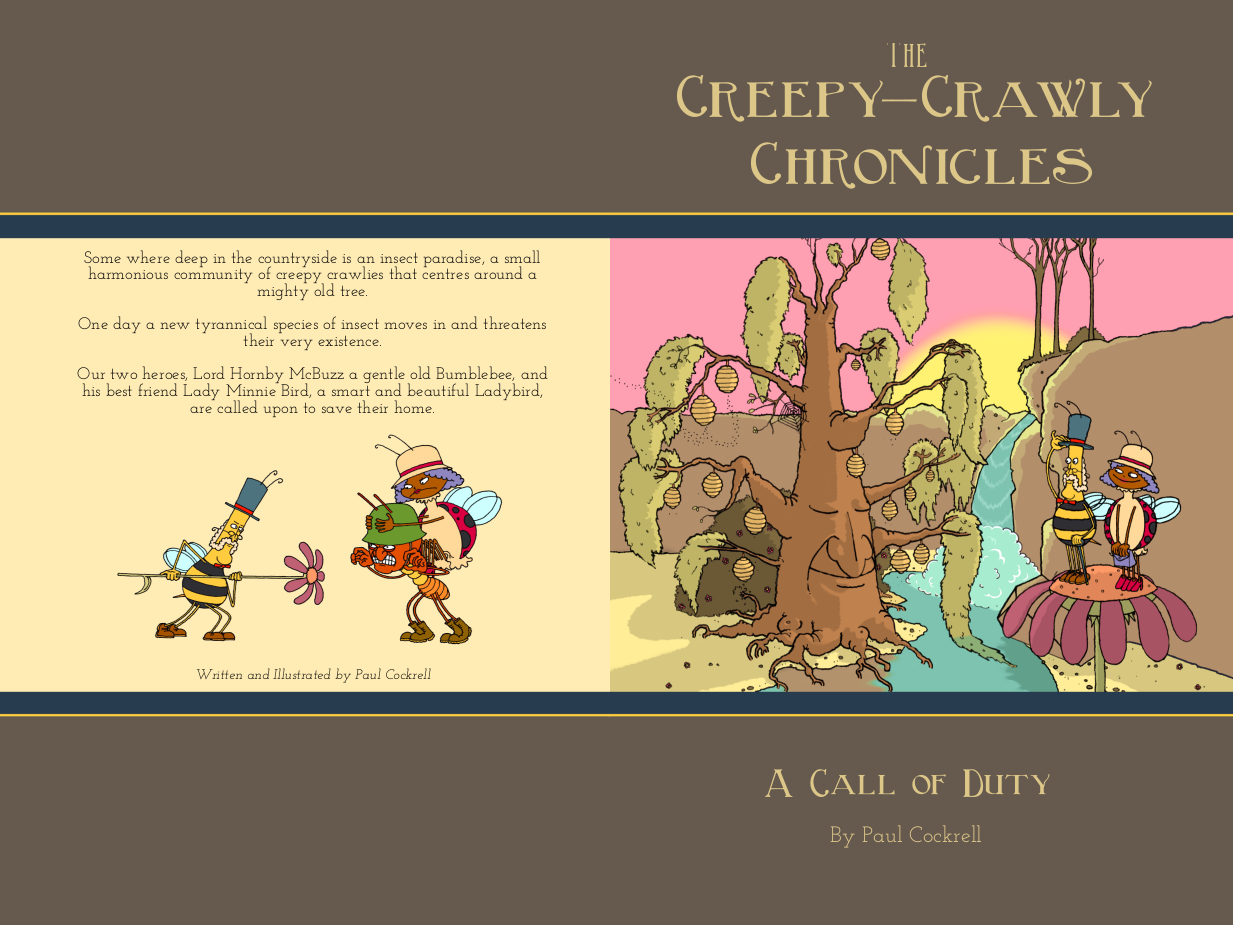 Some where deep in the countryside is an insect paradise, a small
harmonious community of creepy crawlies that centres around a
mighty old tree.
One day a new tyrannical species of insect moves in and threatens
their very existence.
Our two heroes, Lord Hornby McBuzz a gentle old Bumblebee, and
his best friend Lady Minnie Bird, a smart and beautiful Ladybird,
are called upon to save their home.
Written and Illustrated by Paul Cockrell
THE
CREEPY-CRAWLY
CHRONICLES
A CALL OF DUTY
By Paul Cockrell